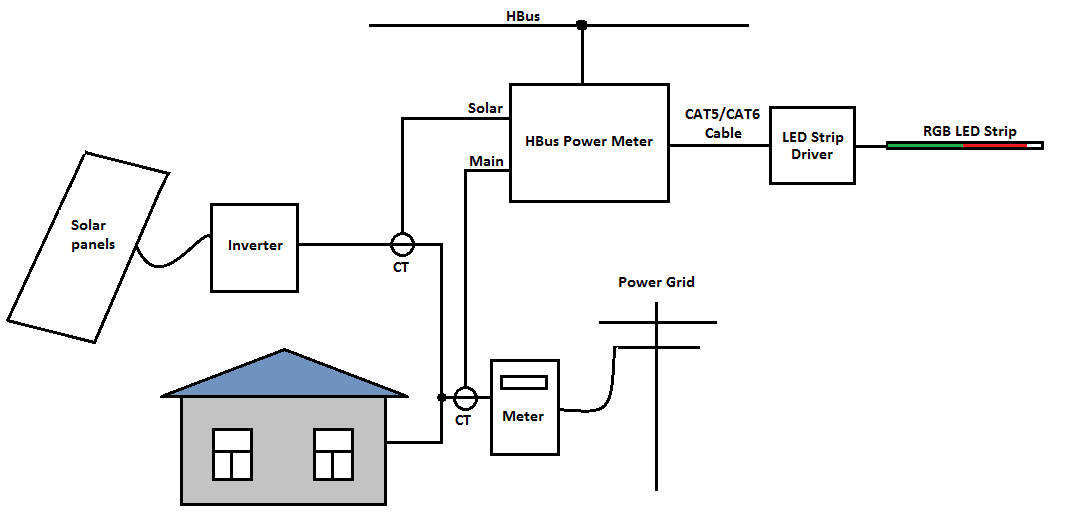 HBus
Solar
HBus Power Meter
CAT5/CAT6
Cable
LED Strip
Driver
RGB LED Strip
Main
Solar
panels
Inverter
CT
Power Grid
CT
Meter